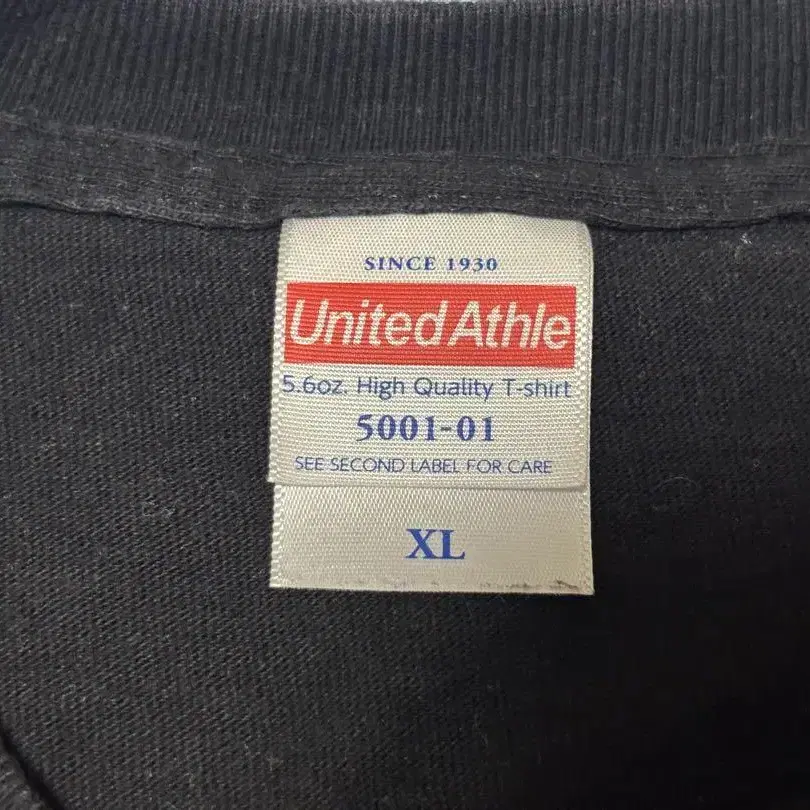 SINCE 1930
United Athle
5.6oz. High Quality T-shirt
5001-01
SEE SECOND LABEL FOR CARE
XL